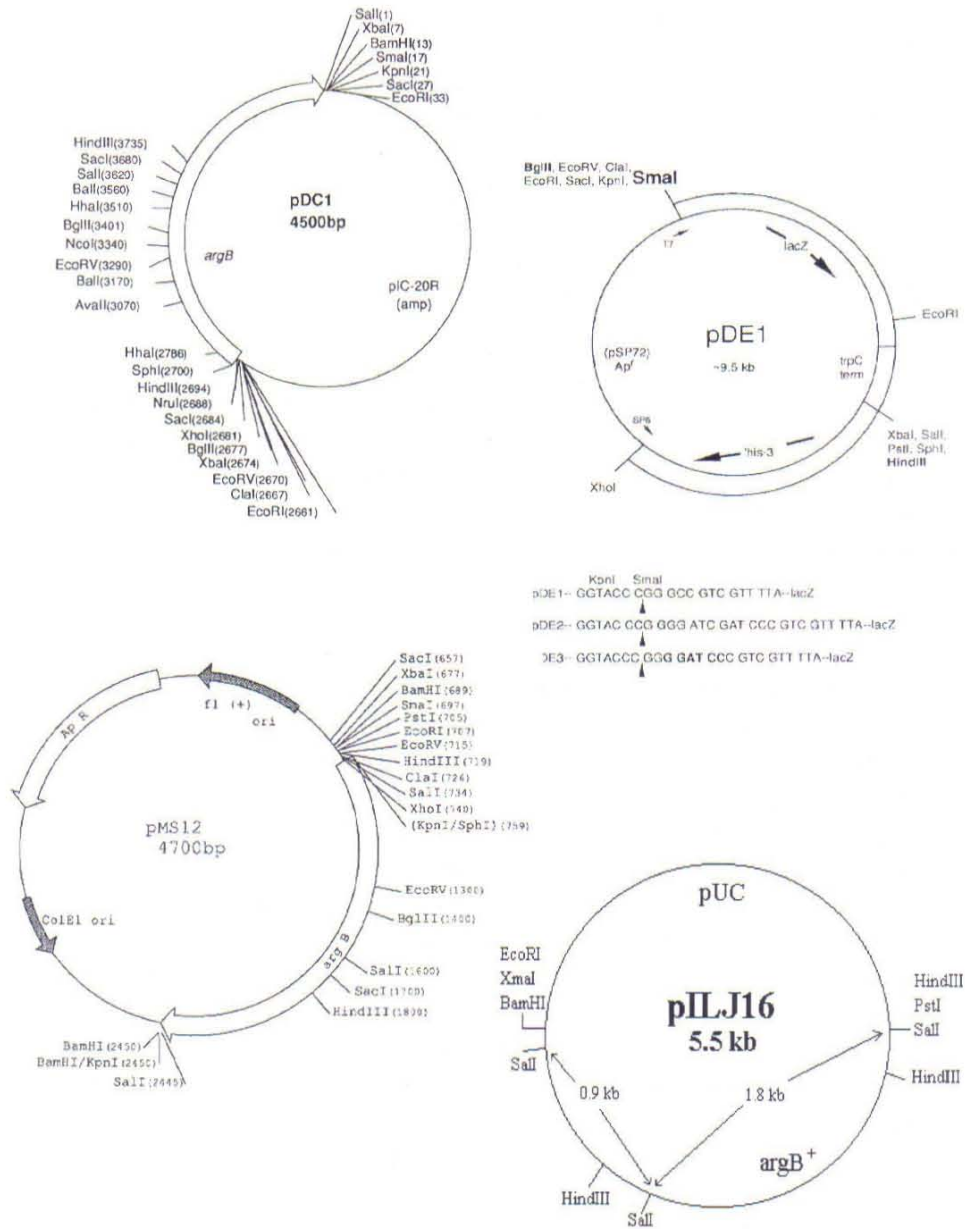 SalI(1)
XbaI(7)
BamHI(13)
SmaI(17)
KpnI(21)
SacI(27)
EcoRI(33)
HindIII(3735)
SacI(3680)
SalI(3620)
BalI(3560)
HhaI(3510)
BglII(3401)
NcoI(3340)
EcoRV(3290)
BalI(3170)
AvaII(3070)
pDC1
4500bp
argB
pIC-20R
(amp)
HhaI(2786)
SphI(2700)
HindIII(2694)
NruI(2688)
SacI(2684)
XhoI(2681)
BglII(2677)
XbaI(2674)
EcoRV(2670)
ClaI(2667)
EcoRI(2661)
BglII, EcoRV, ClaI,
EcoRI, SacI, KpnI, SmaI
T7
lacZ
EcoRI
pDE1
~9.5 kb
(pSP72)
Apr
trpC
term
SP6
'his-3
XhoI
XbaI, SalI,
PstI, SphI,
HindIII
KpnI SmaI
pDE1-- GGTACC CGG GCC GTC GTT TTA--lacZ
pDE2-- GGTAC CCG GGG ATC GAT CCC GTC GTT TTA--lacZ
DE3-- GGTACCC GGG GAT CCC GTC GTT TTA--lacZ
Ap R
f1 (+)
ori
SacI(657)
XbaI(677)
BamHI(689)
SmaI(697)
PstI(705)
EcoRI(707)
EcoRV(715)
HindIII(719)
ClaI(726)
SalI(734)
XhoI(740)
(KpnI/SphI)(759)
pMS12
4700bp
ColE1 ori
EcoRV(1300)
BglII(1400)
arg B
SalI(1600)
SacI(1700)
HindIII(1800)
BamHI(2450)
BamHI/KpnI(2450)
SalI(2445)
pUC
EcoRI
XmaI
BamHI
SalI
pILJ16
5.5 kb
HindIII
PstI
SalI
HindIII
0.9 kb
1.8 kb
argB+
HindIII
SalI